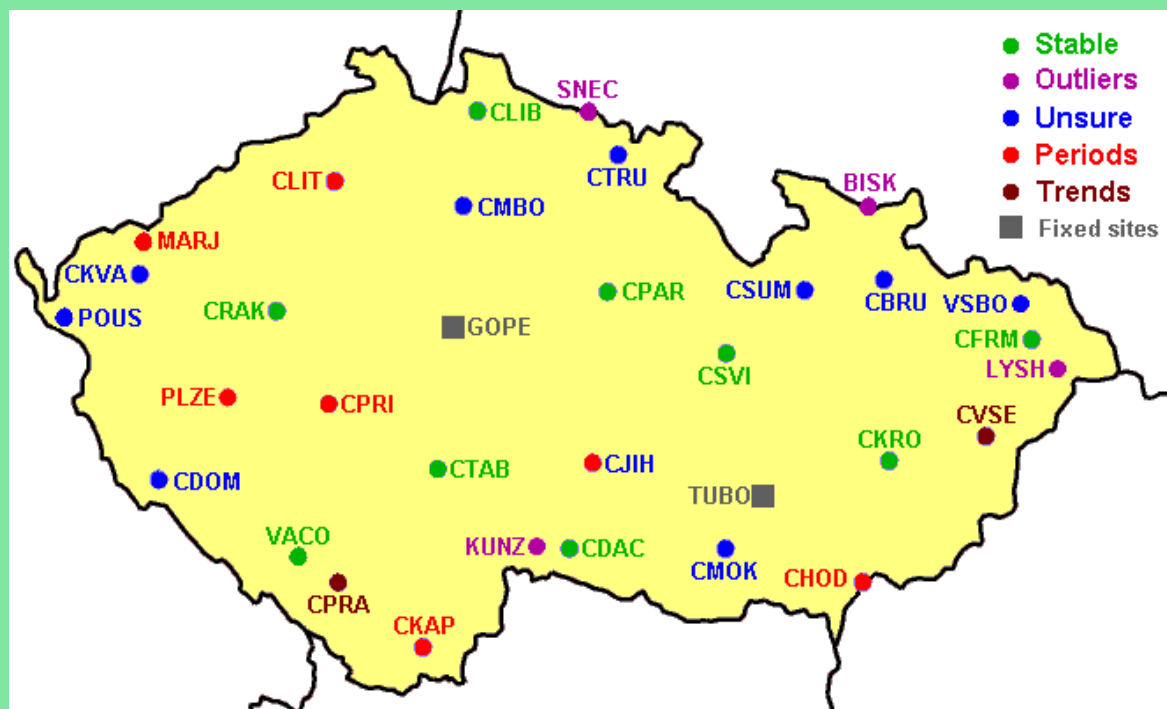 Stable
Outliers
Unsure
Periods
Trends
Fixed sites
SNEC
CLIB
CTRU
CLIT
BISK
CMBO
MARJ
CKVA
CPAR
CSUM
CBRU
VSBO
POUS
CRAK
GOPE
CFRM
CSVI
LYSH
PLZE
CPRI
CVSE
CKRO
CTAB
CJIH
CDOM
TUBO
VACO
KUNZ
CDAC
CMOK
CHOD
CPRA
CKAP